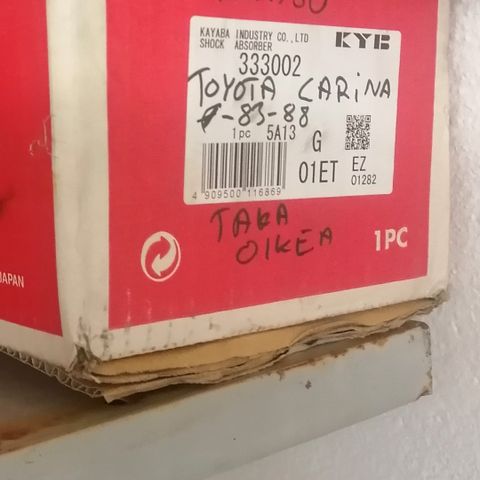 KAYABA INDUSTRY CO.,LTD KYB
SHOCK ABSORBER
333002
TOYOTA CARiNA
-83-88
1pc 5A13
G
01ET EZ
01282
4 909500 116869
TAKA
OIKEA
1PC
JAPAN